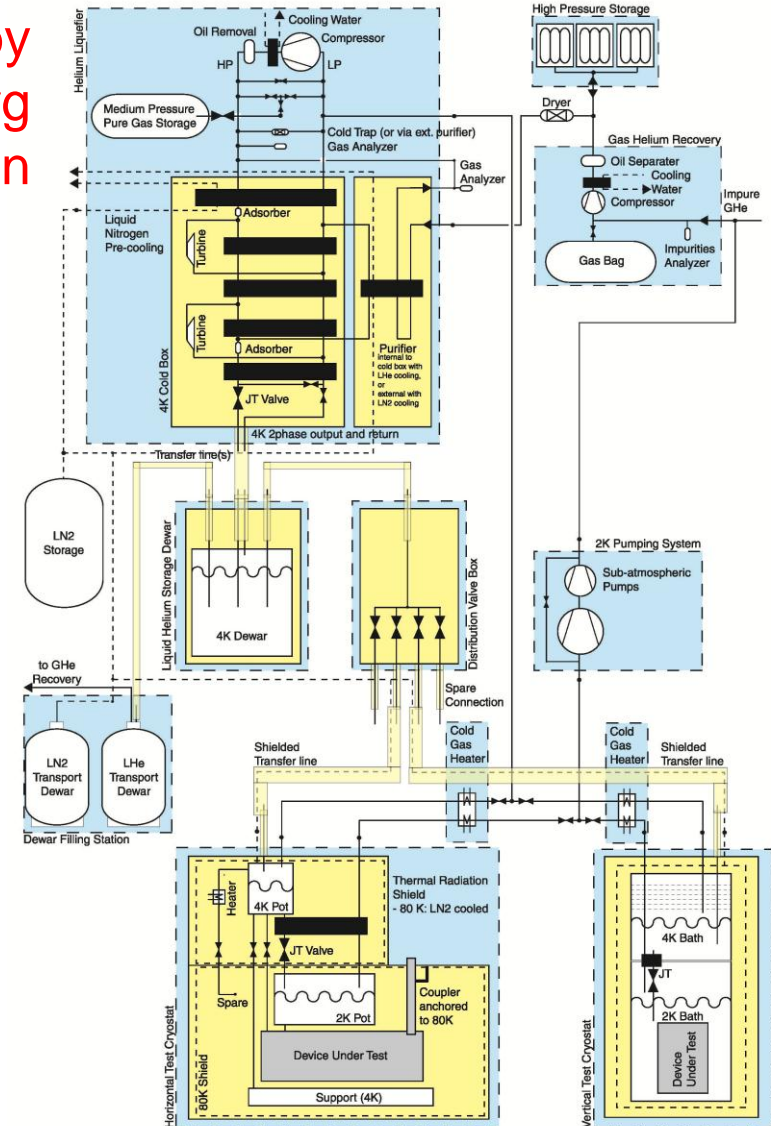 by
g
n
Helium Liquefier
Oil Removal
Cooling Water
Compressor
HP
LP
Medium Pressure
Pure Gas Storage
Cold Trap (or via ext. purifier)
Gas Analyzer
Gas
Analyzer
Liquid
Nitrogen
Pre-cooling
Adsorber
Turbine
Turbine
Adsorber
JT Valve
4K Cold Box
Purifier
internal to
cold box with
LHe cooling,
or
external with
LN2 cooling
4K 2phase output and return
High Pressure Storage
Dryer
Gas Helium Recovery
Oil Separater
Cooling
Water
Compressor
Impure
GHe
Gas Bag
Impurities
Analyzer
Transfer line(s)
LN2
Storage
Liquid Helium Storage Dewar
4K Dewar
Distribution Valve Box
2K Pumping System
Sub-atmospheric
Pumps
to GHe
Recovery
LN2
Transport
Dewar
LHe
Transport
Dewar
Dewar Filling Station
Spare
Connection
Shielded
Transfer line
Cold
Gas
Heater
Cold
Gas
Heater
Shielded
Transfer line
Horizontal Test Cryostat
Heater
4K Pot
Thermal Radiation
Shield
- 80 K: LN2 cooled
JT Valve
Spare
2K Pot
Coupler
anchored
to 80K
80K Shield
Device Under Test
Support (4K)
Vertical Test Cryostat
4K Bath
JT
2K Bath
Device
Under Test